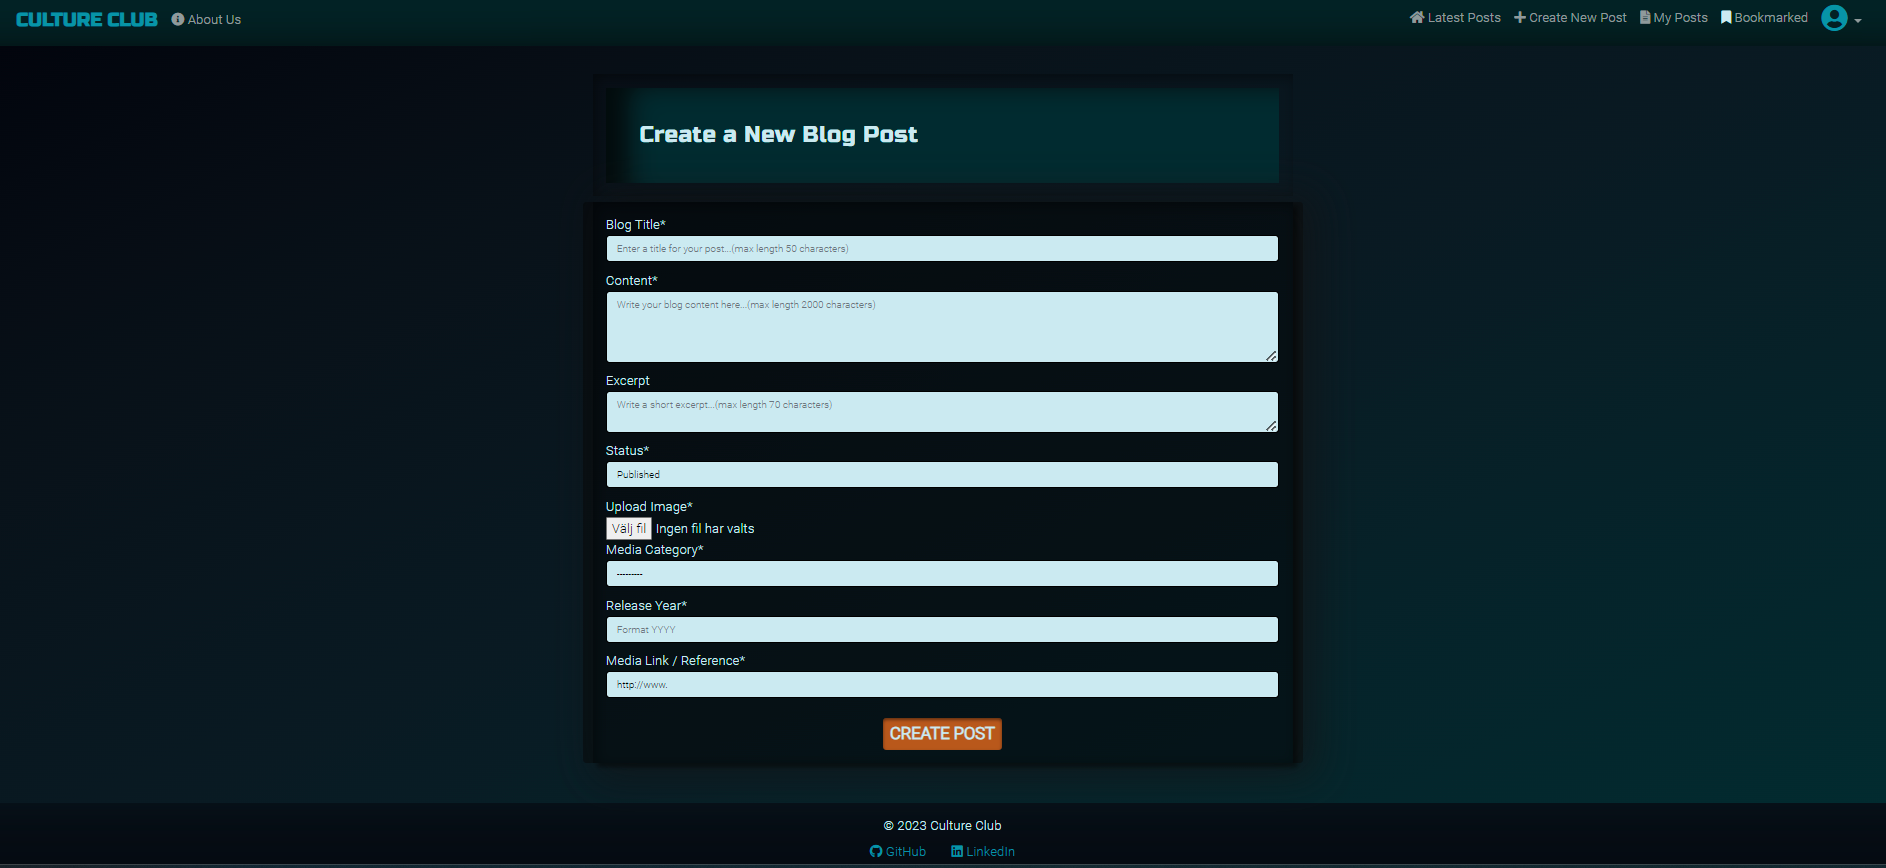 CULTURE CLUB About Us Latest Posts Create New Post My Posts Bookmarked
Create a New Blog Post
Blog Title*
Enter a title for your post...(max length 50 characters)
Content*
Write your blog content here...(max length 2000 characters)
Excerpt
Write a short excerpt...(max length 70 characters)
Status*
Published
Upload Image*
Välj fil Ingen fil har valts
Media Category*
---------
Release Year*
Format YYYY
Media Link / Reference*
http://www.
CREATE POST
© 2023 Culture Club
GitHub LinkedIn